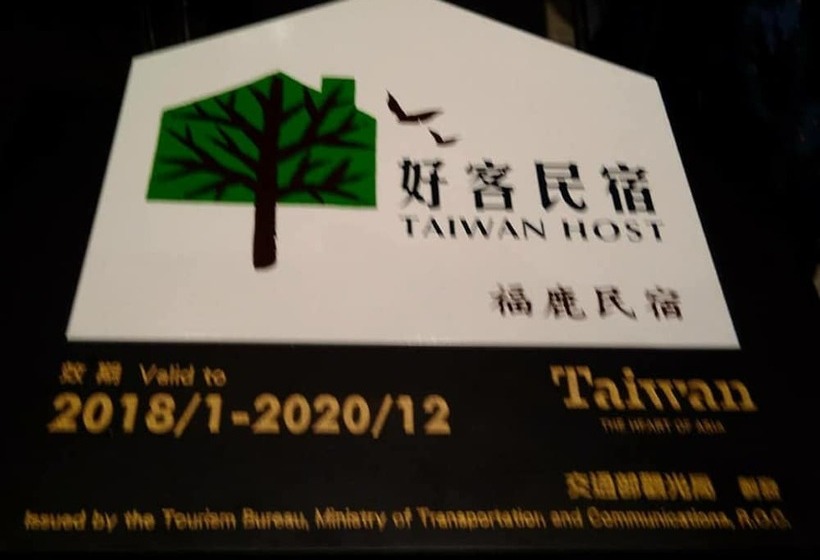 好客民宿
TAIWAN HOST
福鹿民宿
效期 Valid to
2018/1-2020/12
Taiwan
THE HEART OF ASIA
交通部觀光局
Issued by the Tourism Bureau, Ministry of Transportation and Communications, R.O.C.